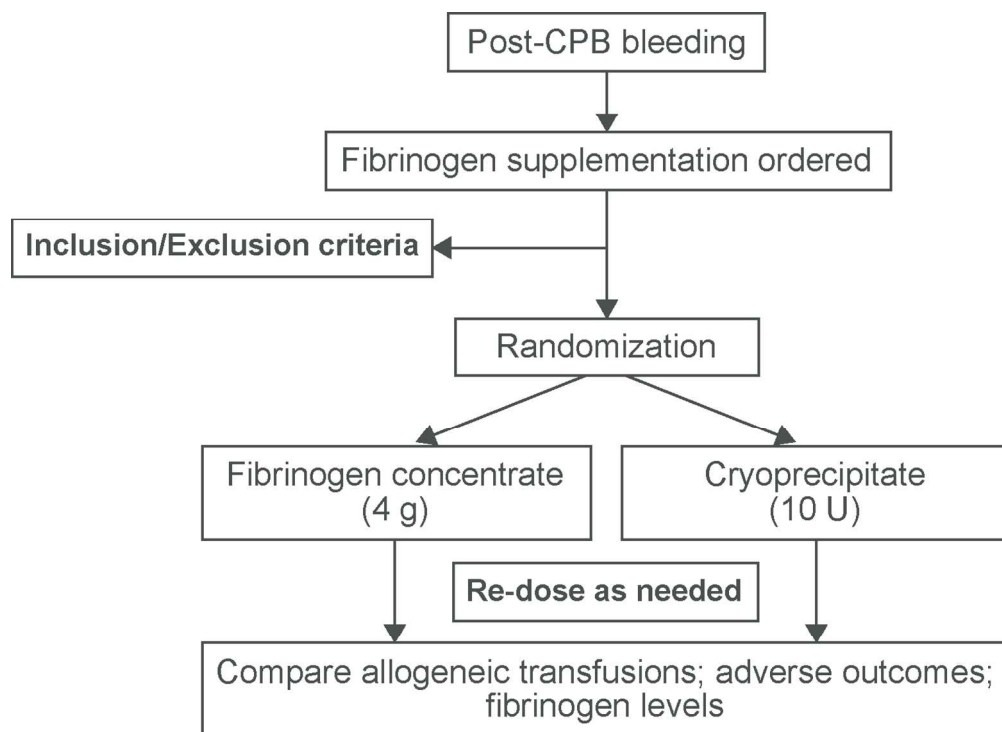 Post-CPB bleeding
Fibrinogen supplementation ordered
Inclusion/Exclusion criteria
Randomization
Fibrinogen concentrate
(4 g)
Cryoprecipitate
(10 U)
Re-dose as needed
Compare allogeneic transfusions; adverse outcomes;
fibrinogen levels